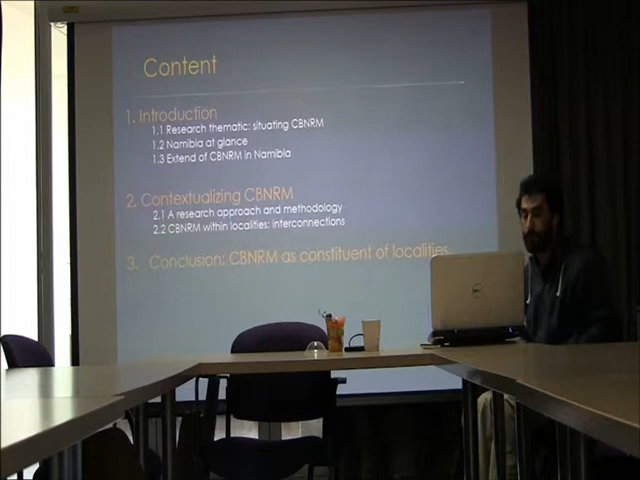 Content
1. Introduction
1.1 Research thematic: situating CBNRM
1.2 Namibia at glance
1.3 Extend of CBNRM in Namibia
2. Contextualizing CBNRM
2.1 A research approach and methodology
2.2 CBNRM within localities: interconnections
3. Conclusion: CBNRM as constituent of localities
DELL